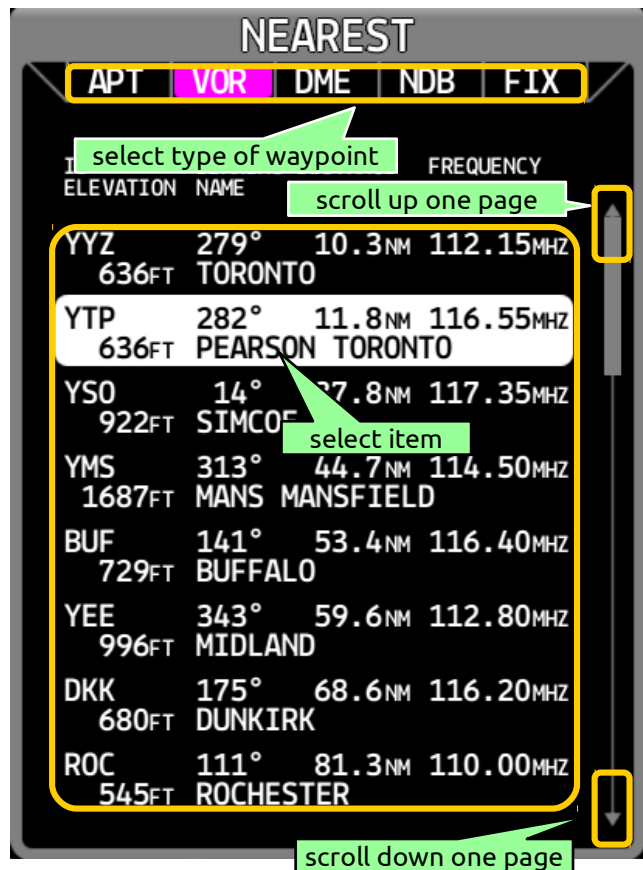 NEAREST
APT VOR DME NDB FIX
select type of waypoint
FREQUENCY
ELEVATION NAME
scroll up one page
YYZ 279° 10.3NM 112.15MHZ
636FT TORONTO
YTP 282° 11.8NM 116.55MHZ
636FT PEARSON TORONTO
YSO 14° 7.8NM 117.35MHZ
922FT SIMCOE
select item
YMS 313° 44.7NM 114.50MHZ
1687FT MANS MANSFIELD
BUF 141° 53.4NM 116.40MHZ
729FT BUFFALO
YEE 343° 59.6NM 112.80MHZ
996FT MIDLAND
DKK 175° 68.6NM 116.20MHZ
680FT DUNKIRK
ROC 111° 81.3NM 110.00MHZ
545FT ROCHESTER
scroll down one page